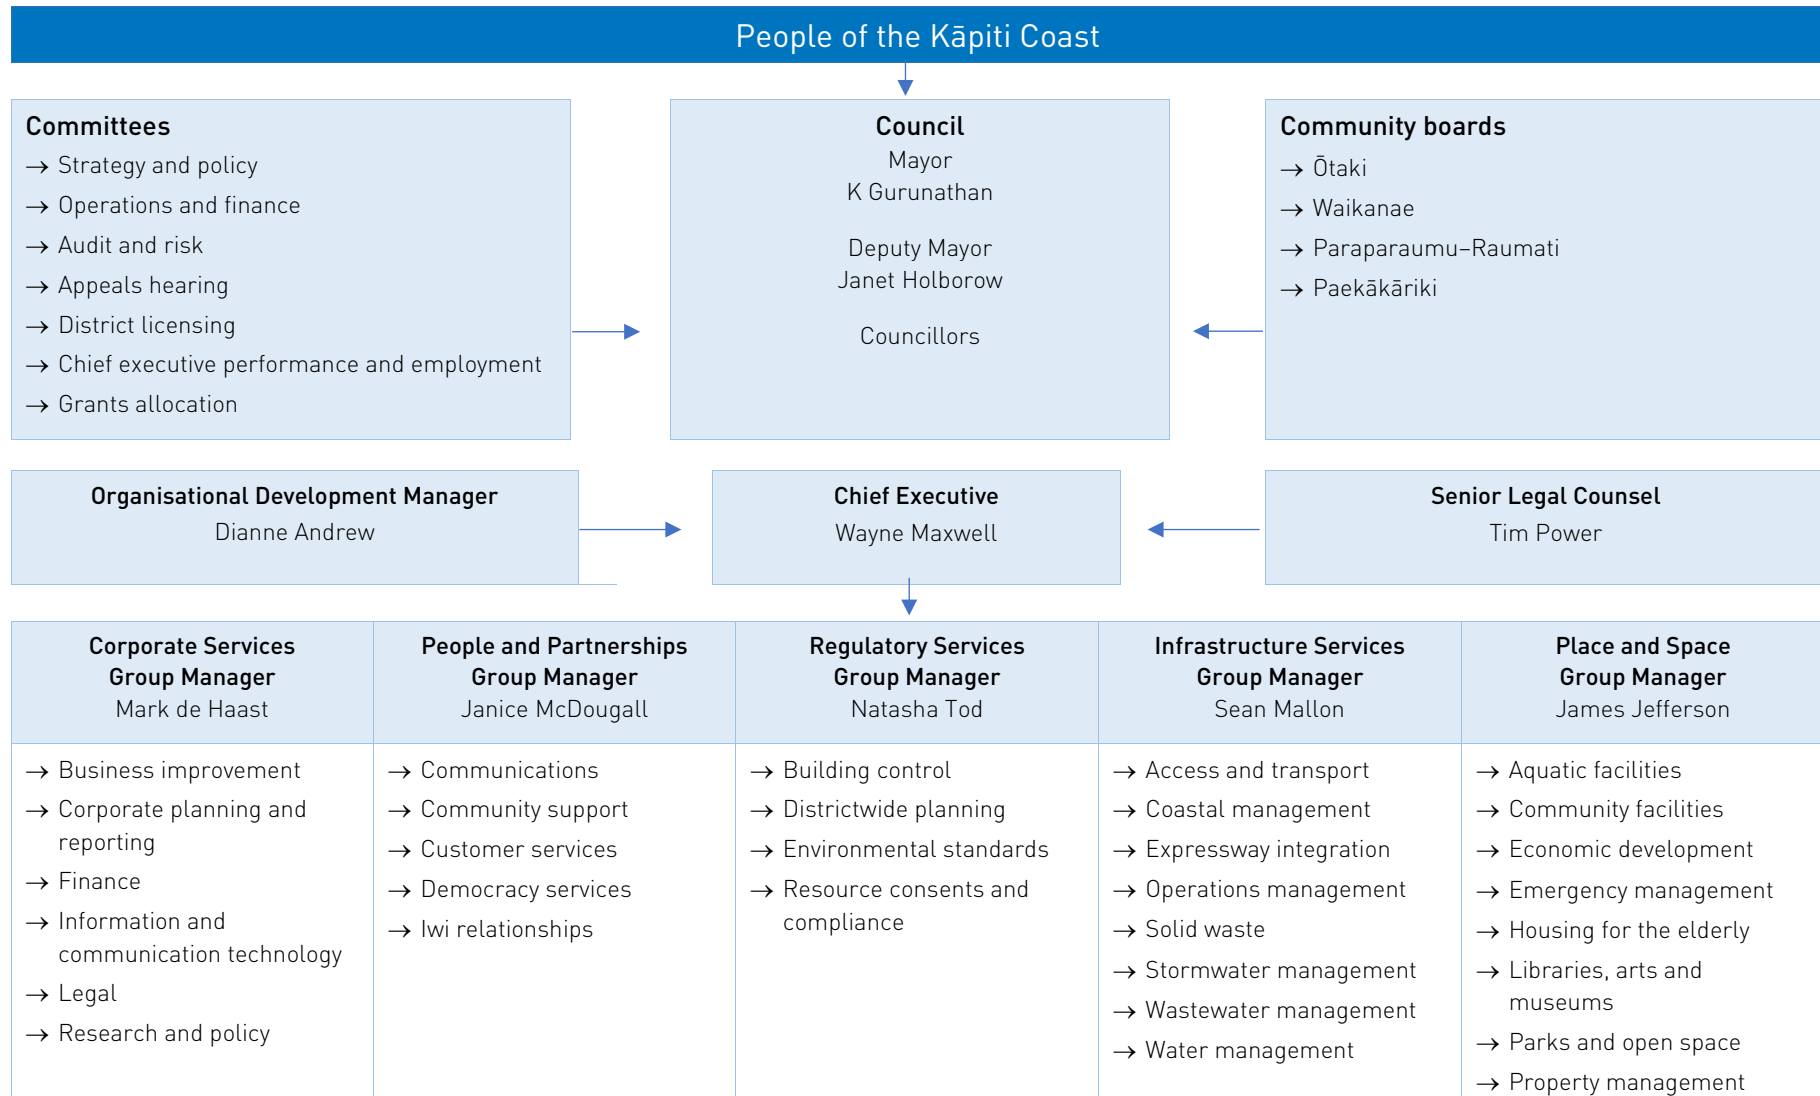 People of the Kāpiti Coast
Committees
→ Strategy and policy
→ Operations and finance
→ Audit and risk
→ Appeals hearing
→ District licensing
→ Chief executive performance and employment
→ Grants allocation
Council
Mayor
K Gurunathan
Deputy Mayor
Janet Holborow
Councillors
Community boards
→ Ōtaki
→ Waikanae
→ Paraparaumu–Raumati
→ Paekākāriki
Organisational Development Manager
Dianne Andrew
Chief Executive
Wayne Maxwell
Senior Legal Counsel
Tim Power
Corporate Services
Group Manager
Mark de Haast
→ Business improvement
→ Corporate planning and
reporting
→ Finance
→ Information and
communication technology
→ Legal
→ Research and policy
People and Partnerships
Group Manager
Janice McDougall
→ Communications
→ Community support
→ Customer services
→ Democracy services
→ Iwi relationships
Regulatory Services
Group Manager
Natasha Tod
→ Building control
→ Districtwide planning
→ Environmental standards
→ Resource consents and
compliance
Infrastructure Services
Group Manager
Sean Mallon
→ Access and transport
→ Coastal management
→ Expressway integration
→ Operations management
→ Solid waste
→ Stormwater management
→ Wastewater management
→ Water management
Place and Space
Group Manager
James Jefferson
→ Aquatic facilities
→ Community facilities
→ Economic development
→ Emergency management
→ Housing for the elderly
→ Libraries, arts and
museums
→ Parks and open space
→ Property management